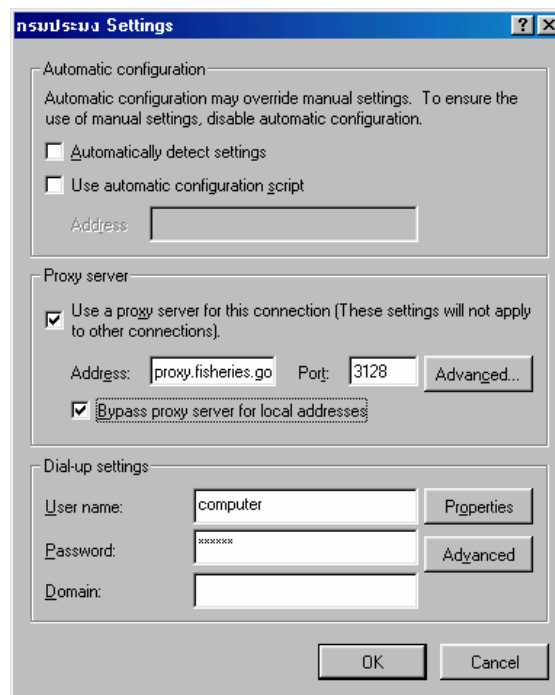 กรมประมง Settings
Automatic configuration
Automatic configuration may override manual settings. To ensure the
use of manual settings, disable automatic configuration.
Automatically detect settings
Use automatic configuration script
Address
Proxy server
Use a proxy server for this connection (These settings will not apply
to other connections).
Address: proxy.fisheries.go Port: 3128 Advanced...
Bypass proxy server for local addresses
Dial-up settings
User name: computer Properties
Password: ****** Advanced
Domain:
OK Cancel